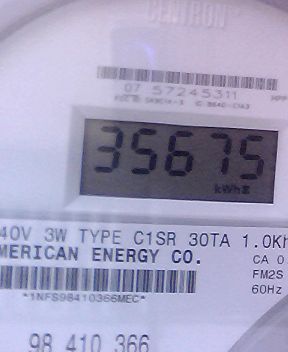 CENTRON
07 57245311
35675
kWh
40V 3W TYPE C1SR 30TA 1.0Kh
MERICAN ENERGY CO.
CA 0
FM2S
*1NFS98410366MEC*
60Hz
98 410 366